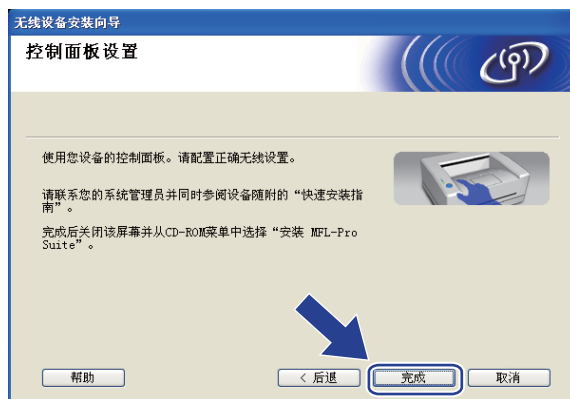 无线设备安装向导
控制面板设置
使用您设备的控制面板。请配置正确无线设置。
请联系您的系统管理员并同时参阅设备随附的“快速安装指
南”。
完成后关闭该屏幕并从CD-ROM菜单中选择“安装 MFL-Pro
Suite”。
帮助
< 后退
完成
取消